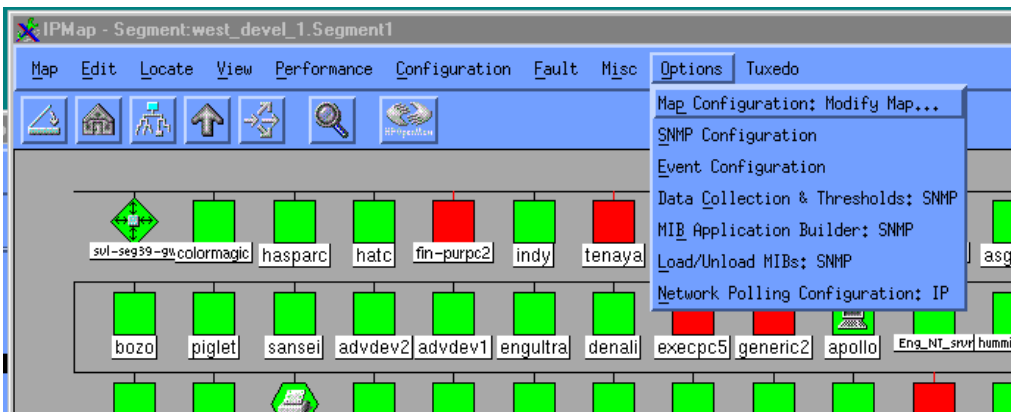 IPMap - Segment:west_devel_1.Segment1
Map Edit Locate View Performance Configuration Fault Misc Options Tuxedo
HP OpenView
Map Configuration: Modify Map...
SNMP Configuration
Event Configuration
Data Collection & Thresholds: SNMP
MIB Application Builder: SNMP
Load/Unload MIBs: SNMP
Network Polling Configuration: IP
sul-seg39-gw colormagic hasparc hatc fin-purpc2 indy tenaya asg
bozo piglet sansei advdev2 advdev1 engultra denali execpc5 generic2 apollo Eng_NT_srvr hummi